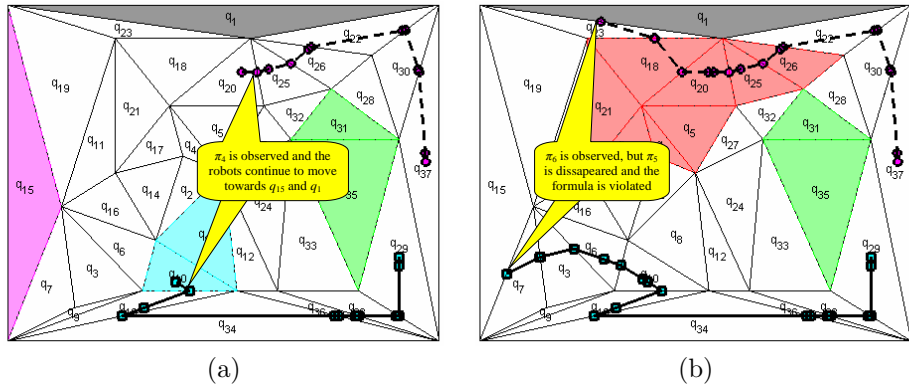 q1
q23
q22
q18
q26
q30
q19
q20
q25
q28
q21
q32
q5
q31
q11
q4
q17
π4 is observed and the
robots continue to move
towards q15 and q1
q37
q15
q14
q2
q35
q16
q24
q6
q33
q29
q12
q3
q7
q9
q36
q34
(a)
q1
q23
q22
q18
q26
q30
q19
q20
q25
q28
q21
q32
q5
q31
q27
π6 is observed, but π5
is dissapeared and the
formula is violated
q37
q15
q35
q16
q24
q6
q8
q33
q29
q12
q3
q7
q9
q36
q34
(b)